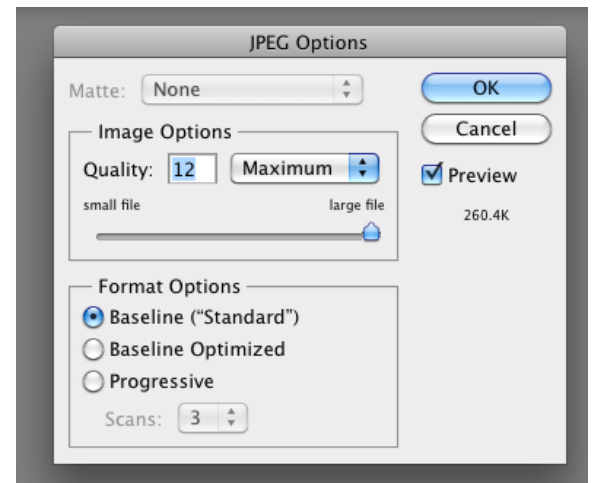 JPEG Options
Matte: None
OK
Image Options
Cancel
Quality: 12 Maximum
Preview
small file large file
260.4K
Format Options
Baseline (“Standard”)
Baseline Optimized
Progressive
Scans: 3